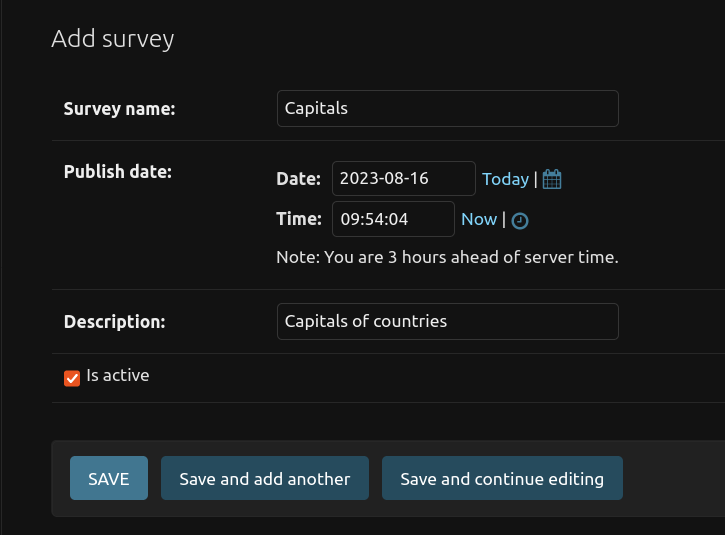 Add survey
Survey name: Capitals
Publish date: Date: 2023-08-16 Today |
Time: 09:54:04 Now |
Note: You are 3 hours ahead of server time.
Description: Capitals of countries
Is active
SAVE Save and add another Save and continue editing